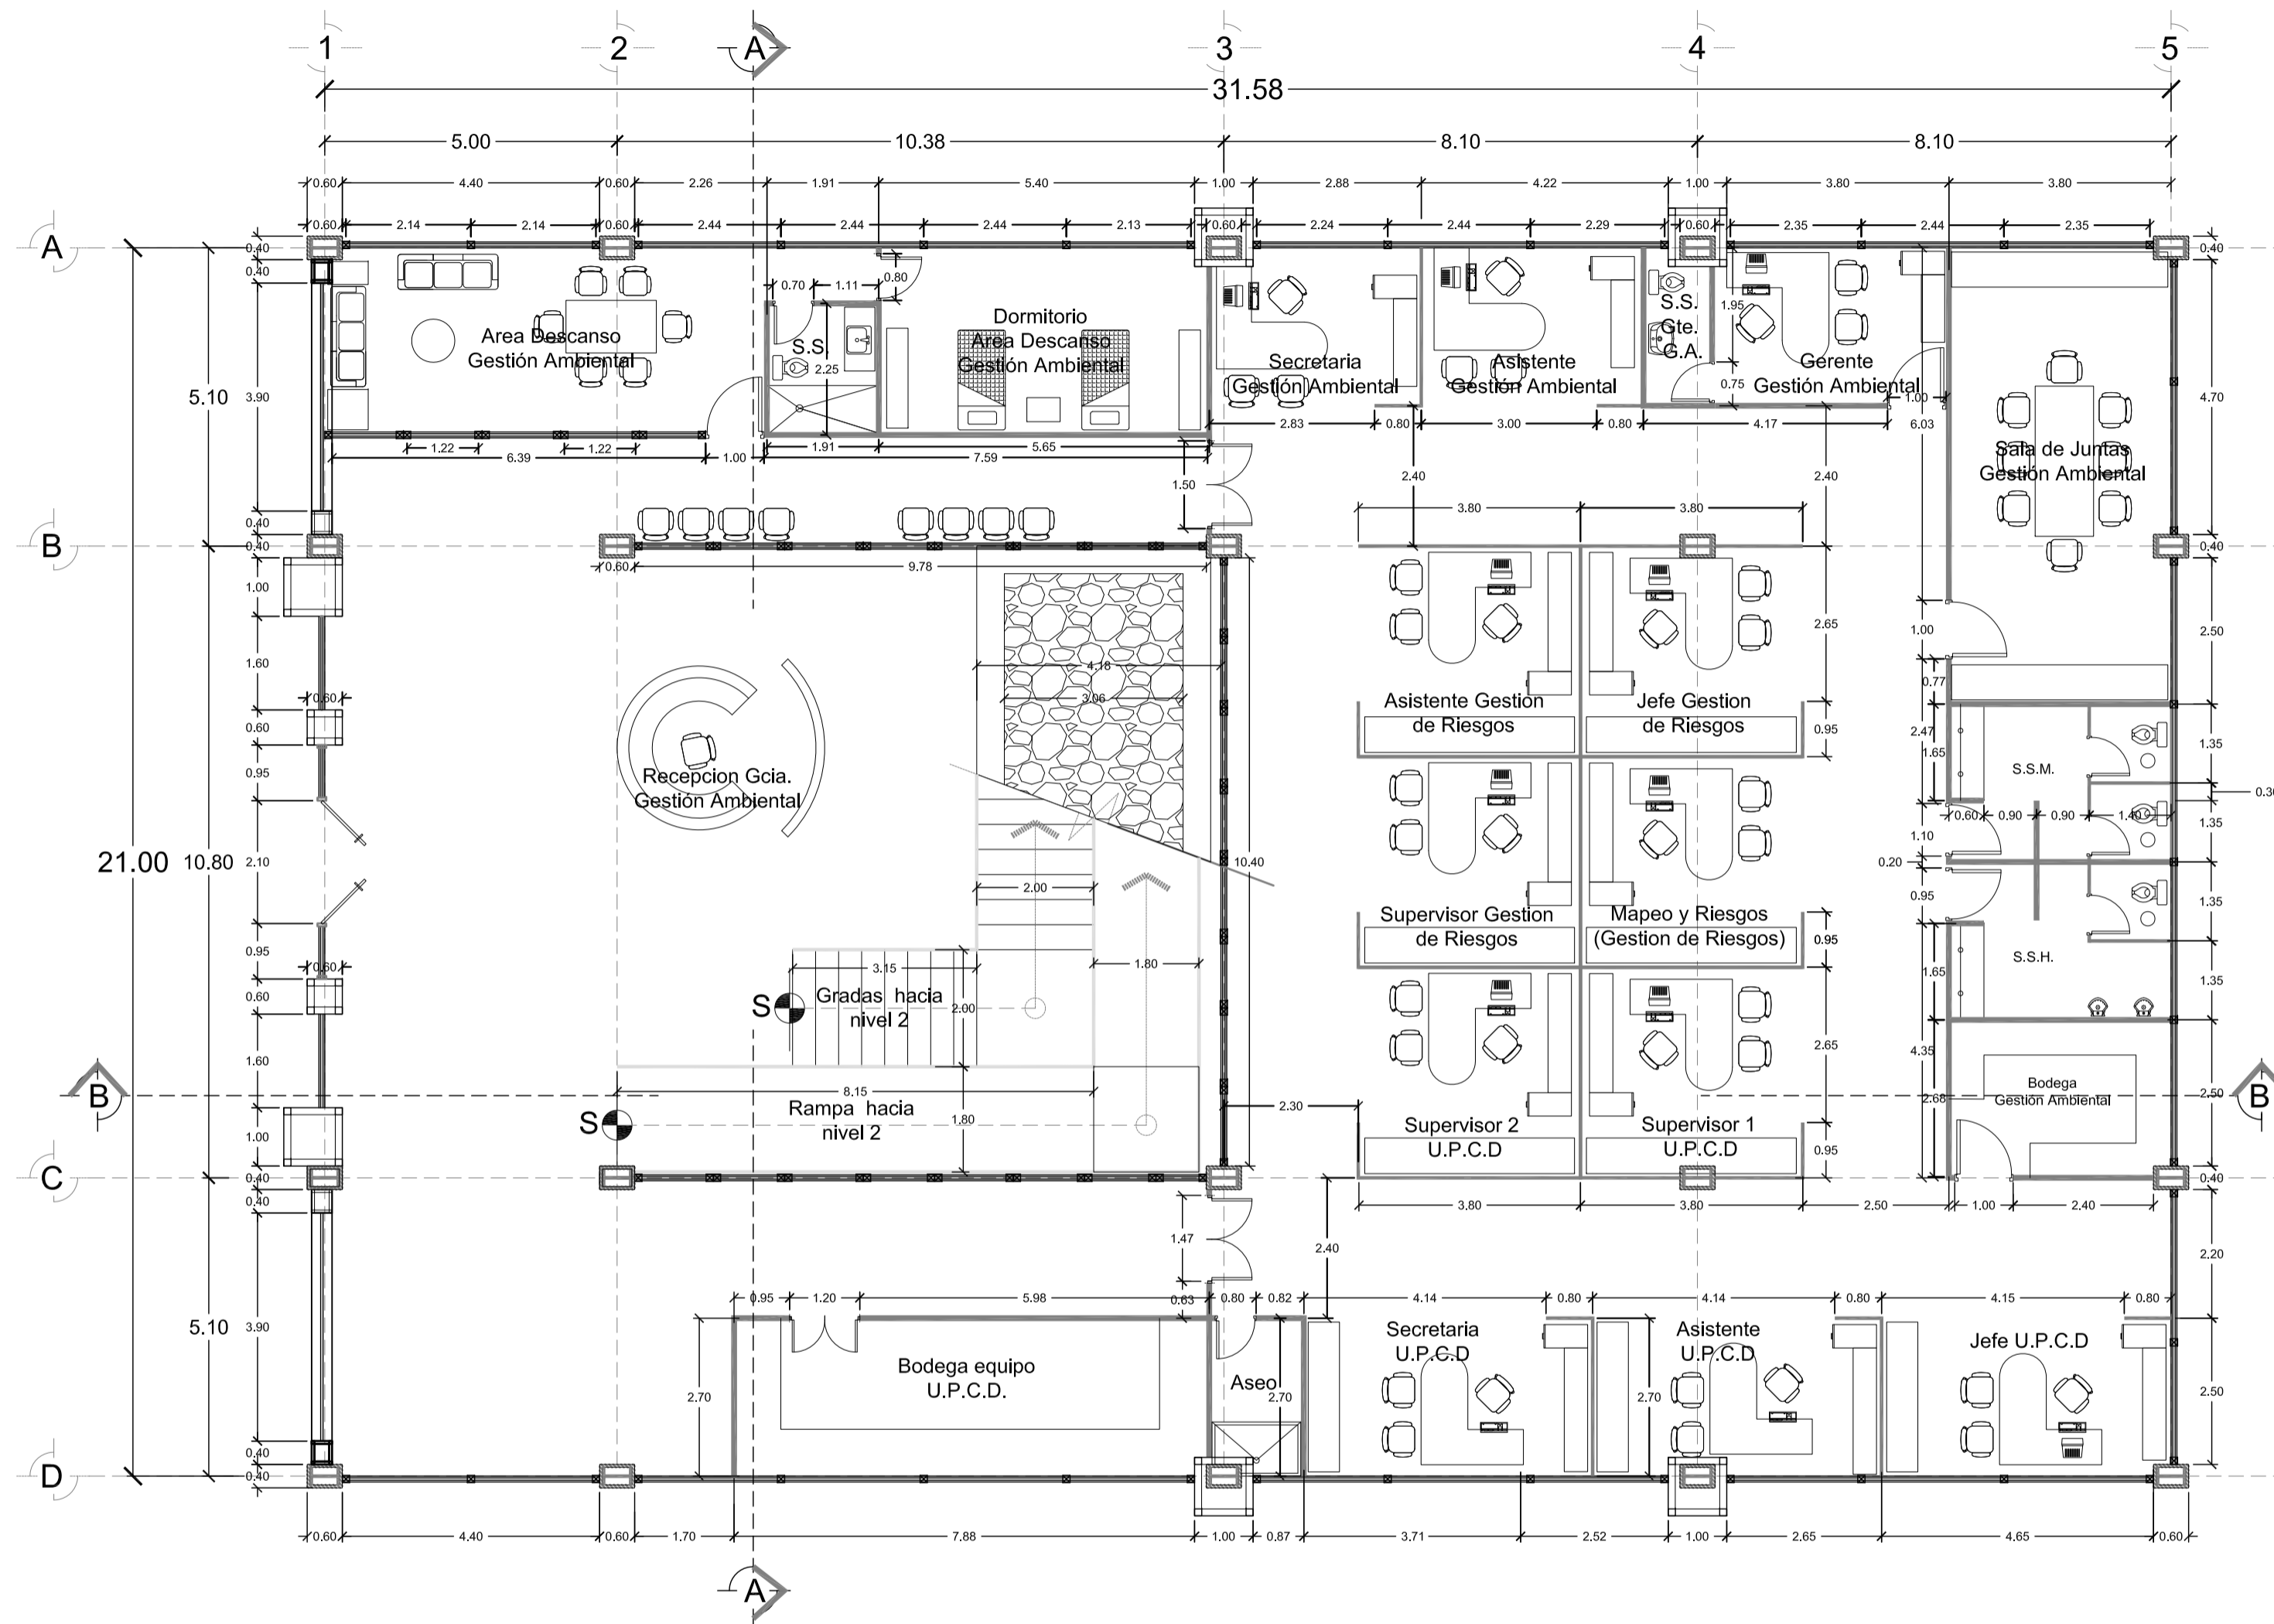 1 2 A 3 4 5
31.58
5.00 10.38 8.10 8.10
0.60 4.40 0.60 2.26 1.91 5.40 1.00 2.88 4.22 1.00 3.80 3.80
0.60 2.14 2.14 0.60 2.44 2.44 2.44 2.13 0.60 2.24 2.44 2.29 0.60 2.35 2.44 2.35
A
0.40
0.40
3.90
5.10
0.40
0.40
4.70
0.80
0.70 1.11
Area Descanso
Gestión Ambiental
S.S.
2.25
Dormitorio
Area Descanso
Gestión Ambiental
Secretaria
Gestión Ambiental
Asistente
Gestión Ambiental
S.S.
Gte.
G.A.
1.95
0.75
Gerente
Gestión Ambiental
1.00
6.03
2.83 0.80 3.00 0.80 4.17
1.22 1.22
6.39 1.00
1.91 5.65
7.59
1.50
2.40 2.40
3.80 3.80
Sala de Juntas
Gestión Ambiental
B
0.40
0.40
0.60 9.78
1.00
1.60
0.60
0.60
0.95
21.00 10.80 2.10
0.95
0.60
0.60
1.60
1.00
4.18
3.06
Recepcion Gcia.
Gestión Ambiental
10.40
2.00
3.15
1.80
S Gradas hacia
nivel 2
2.00
8.15
S Rampa hacia
nivel 2
1.80
2.65
Asistente Gestion
de Riesgos
Jefe Gestion
de Riesgos
0.95
Supervisor Gestion
de Riesgos
Mapeo y Riesgos
(Gestion de Riesgos)
0.95
2.65
2.30
Supervisor 2
U.P.C.D
Supervisor 1
U.P.C.D
0.95
1.00
2.50
0.77
2.47
1.65
S.S.M.
1.35
0.60 0.90 0.90 1.40
1.10
1.35
0.20
0.95
1.35
1.65
S.S.H.
1.35
4.35
2.68
Bodega
Gestión Ambiental
2.50
B B
C
0.40
0.40
0.40
3.80 3.80 2.50 1.00 2.40
1.47
2.40
2.20
0.63
0.95 1.20 5.98 0.80 0.82 4.14 0.80 4.14 0.80 4.15 0.80
5.10 3.90
2.70
Bodega equipo
U.P.C.D.
Aseo
2.70
Secretaria
U.P.C.D
2.70
Asistente
U.P.C.D
Jefe U.P.C.D
2.50
0.40
0.40
D
0.60 4.40 0.60 1.70 7.88 1.00 0.87 3.71 2.52 1.00 2.65 4.65 0.60
A